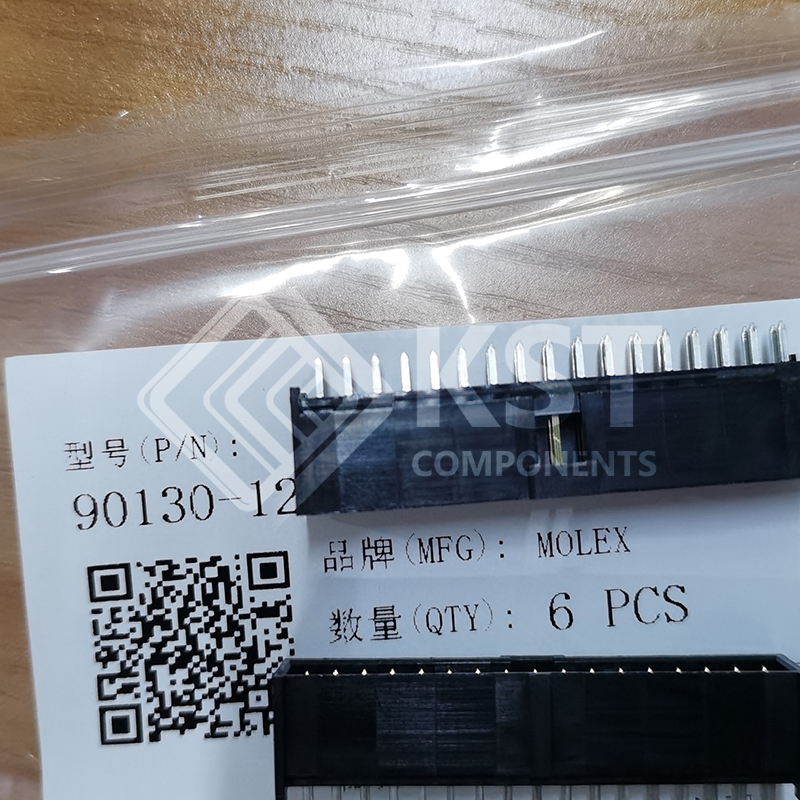 KST
COMPONENTS
型号(P/N):
90130-12
品牌(MFG): MOLEX
数量(QTY): 6 PCS